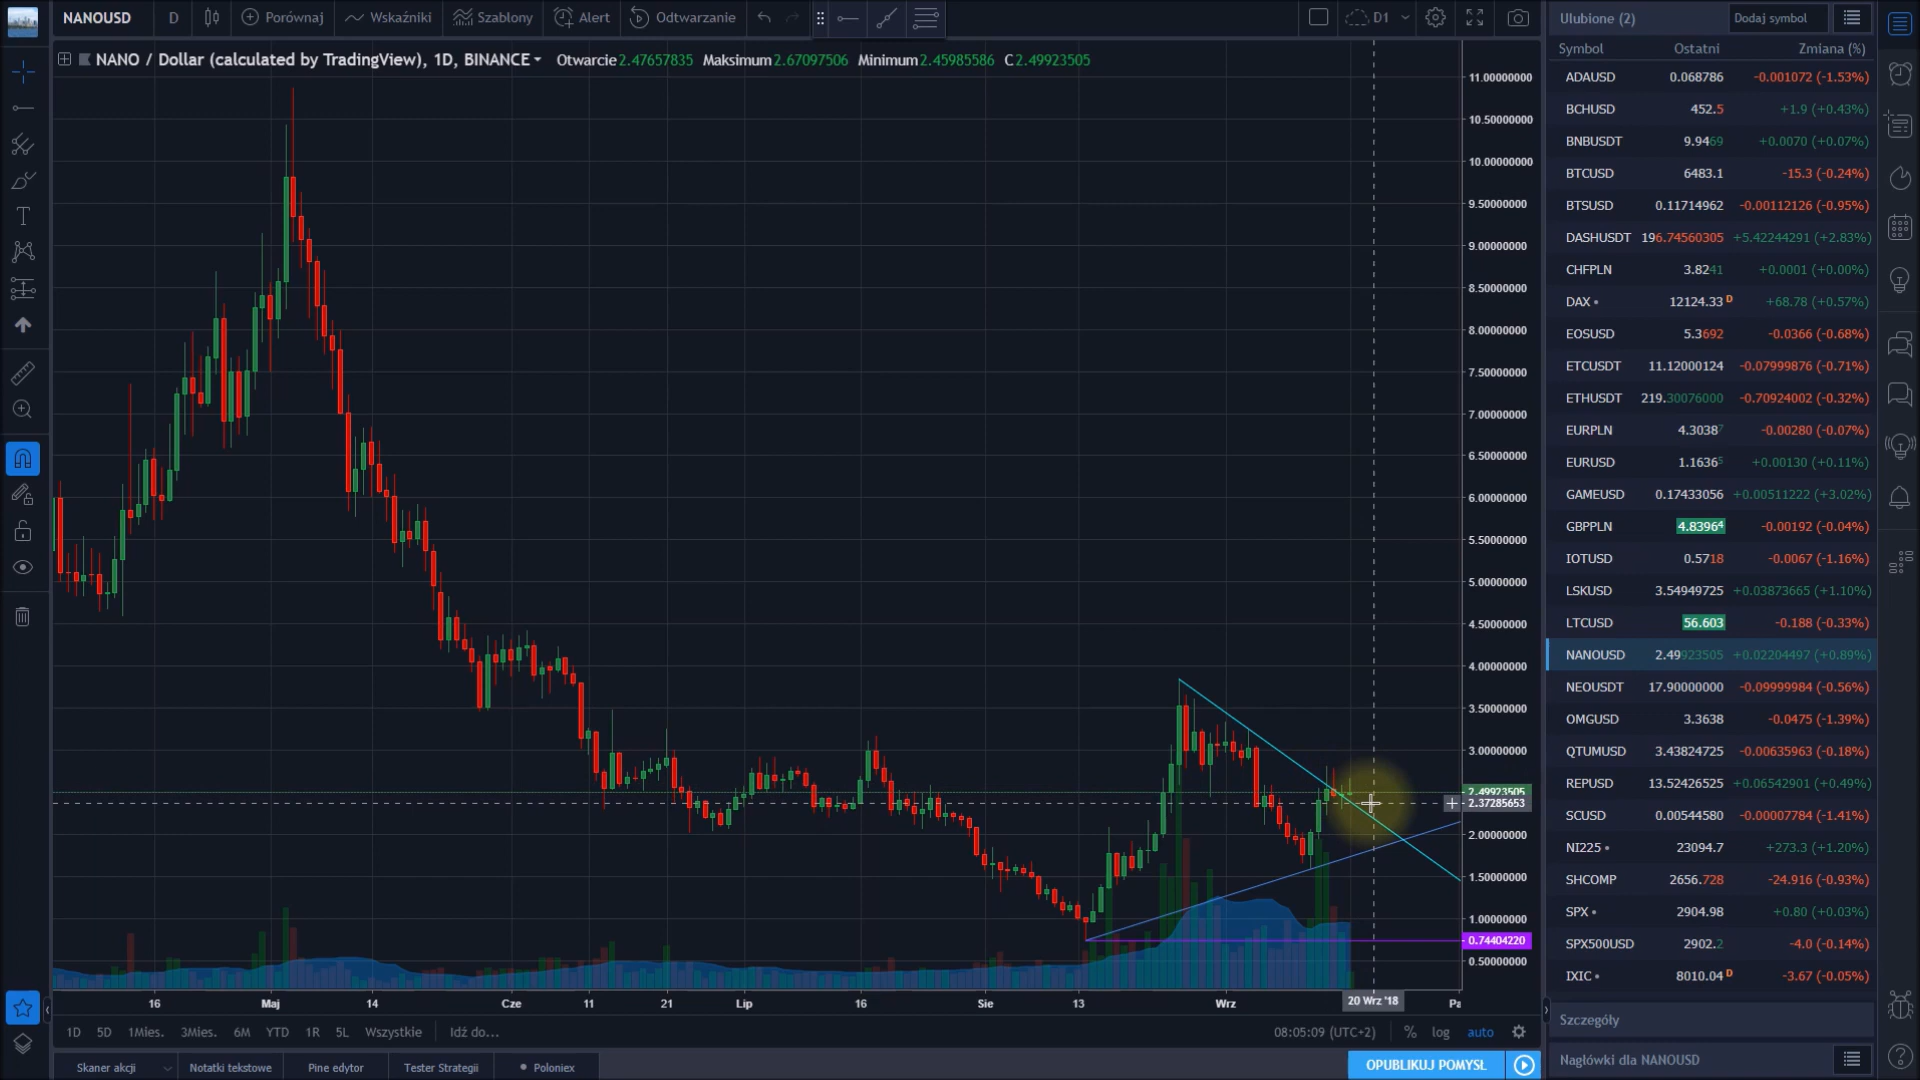 NANOUSD D Porównaj Wskaźniki Szablony Alert Odtwarzanie D1
NANO / Dollar (calculated by TradingView), 1D, BINANCE Otwarcie 2.47657835 Maksimum 2.67097506 Minimum 2.45985586 C 2.49923505
11.00000000
10.50000000
10.00000000
9.50000000
9.00000000
8.50000000
8.00000000
7.50000000
7.00000000
6.50000000
6.00000000
5.50000000
5.00000000
4.50000000
4.00000000
3.50000000
3.00000000
2.49923505
2.37285653
2.00000000
1.50000000
1.00000000
0.74404220
0.50000000
16 Maj 14 Cze 11 21 Lip 16 Sie 13 Wrz 20 Wrz '18 Pa
1D 5D 1Mies. 3Mies. 6M YTD 1R 5L Wszystkie Idź do... 08:05:09 (UTC+2) % log auto
Skaner akcji Notatki tekstowe Pine edytor Tester Strategii Poloniex OPUBLIKUJ POMYSŁ
Ulubione (2) Dodaj symbol
Symbol Ostatni Zmiana (%)
ADAUSD 0.068786 -0.001072 (-1.53%)
BCHUSD 452.5 +1.9 (+0.43%)
BNBUSDT 9.9469 +0.0070 (+0.07%)
BTCUSD 6483.1 -15.3 (-0.24%)
BTSUSD 0.11714962 -0.00112126 (-0.95%)
DASHUSDT 196.74560305 +5.42244291 (+2.83%)
CHFPLN 3.8241 +0.0001 (+0.00%)
DAX 12124.33 D +68.78 (+0.57%)
EOSUSD 5.3692 -0.0366 (-0.68%)
ETCUSDT 11.12000124 -0.07999876 (-0.71%)
ETHUSDT 219.30076000 -0.70924002 (-0.32%)
EURPLN 4.3038⁷ -0.00280 (-0.07%)
EURUSD 1.1636⁵ +0.00130 (+0.11%)
GAMEUSD 0.17433056 +0.00511222 (+3.02%)
GBPPLN 4.8396⁴ -0.00192 (-0.04%)
IOTUSD 0.5718 -0.0067 (-1.16%)
LSKUSD 3.54949725 +0.03873665 (+1.10%)
LTCUSD 56.603 -0.188 (-0.33%)
NANOUSD 2.49923505 +0.02204497 (+0.89%)
NEOUSDT 17.90000000 -0.09999984 (-0.56%)
OMGUSD 3.3638 -0.0475 (-1.39%)
QTUMUSD 3.43824725 -0.00635963 (-0.18%)
REPUSD 13.52426525 +0.06542901 (+0.49%)
SCUSD 0.00544580 -0.00007784 (-1.41%)
NI225 23094.7 +273.3 (+1.20%)
SHCOMP 2656.728 -24.916 (-0.93%)
SPX 2904.98 +0.80 (+0.03%)
SPX500USD 2902.2 -4.0 (-0.14%)
IXIC 8010.04 D -3.67 (-0.05%)
Szczegóły
Nagłówki dla NANOUSD